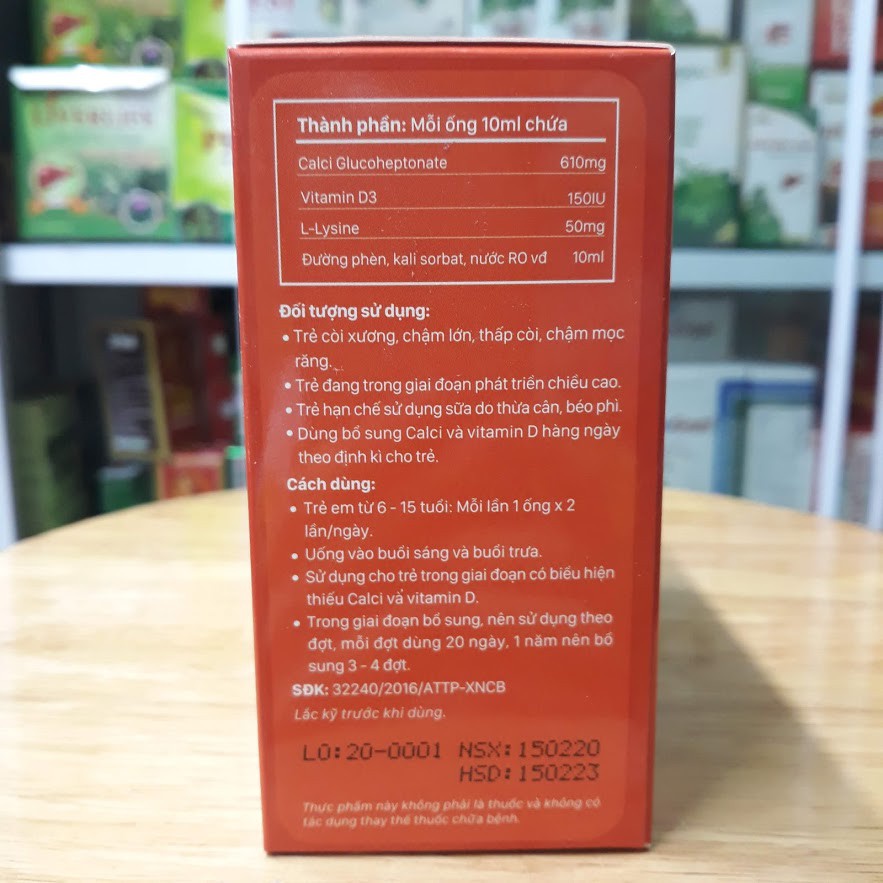 Thành phần: Mỗi ống 10ml chứa
Calci Glucoheptonate 610mg
Vitamin D3 150IU
L-Lysine 50mg
Đường phèn, kali sorbat, nước RO vđ 10ml
Đối tượng sử dụng:
• Trẻ còi xương, chậm lớn, thấp còi, chậm mọc
răng.
• Trẻ đang trong giai đoạn phát triển chiều cao.
• Trẻ hạn chế sử dụng sữa do thừa cân, béo phì.
• Dùng bổ sung Calci và vitamin D hàng ngày
theo định kì cho trẻ.
Cách dùng:
• Trẻ em từ 6 - 15 tuổi: Mỗi lần 1 ống x 2
lần/ngày.
• Uống vào buổi sáng và buổi trưa.
• Sử dụng cho trẻ trong giai đoạn có biểu hiện
thiếu Calci và vitamin D.
• Trong giai đoạn bổ sung, nên sử dụng theo
đợt, mỗi đợt dùng 20 ngày, 1 năm nên bổ
sung 3 - 4 đợt.
SĐK: 32240/2016/ATTP-XNCB
Lắc kỹ trước khi dùng.
LO:20-0001 NSX:150220
HSD:150223
Thực phẩm này không phải là thuốc và không có
tác dụng thay thế thuốc chữa bệnh.